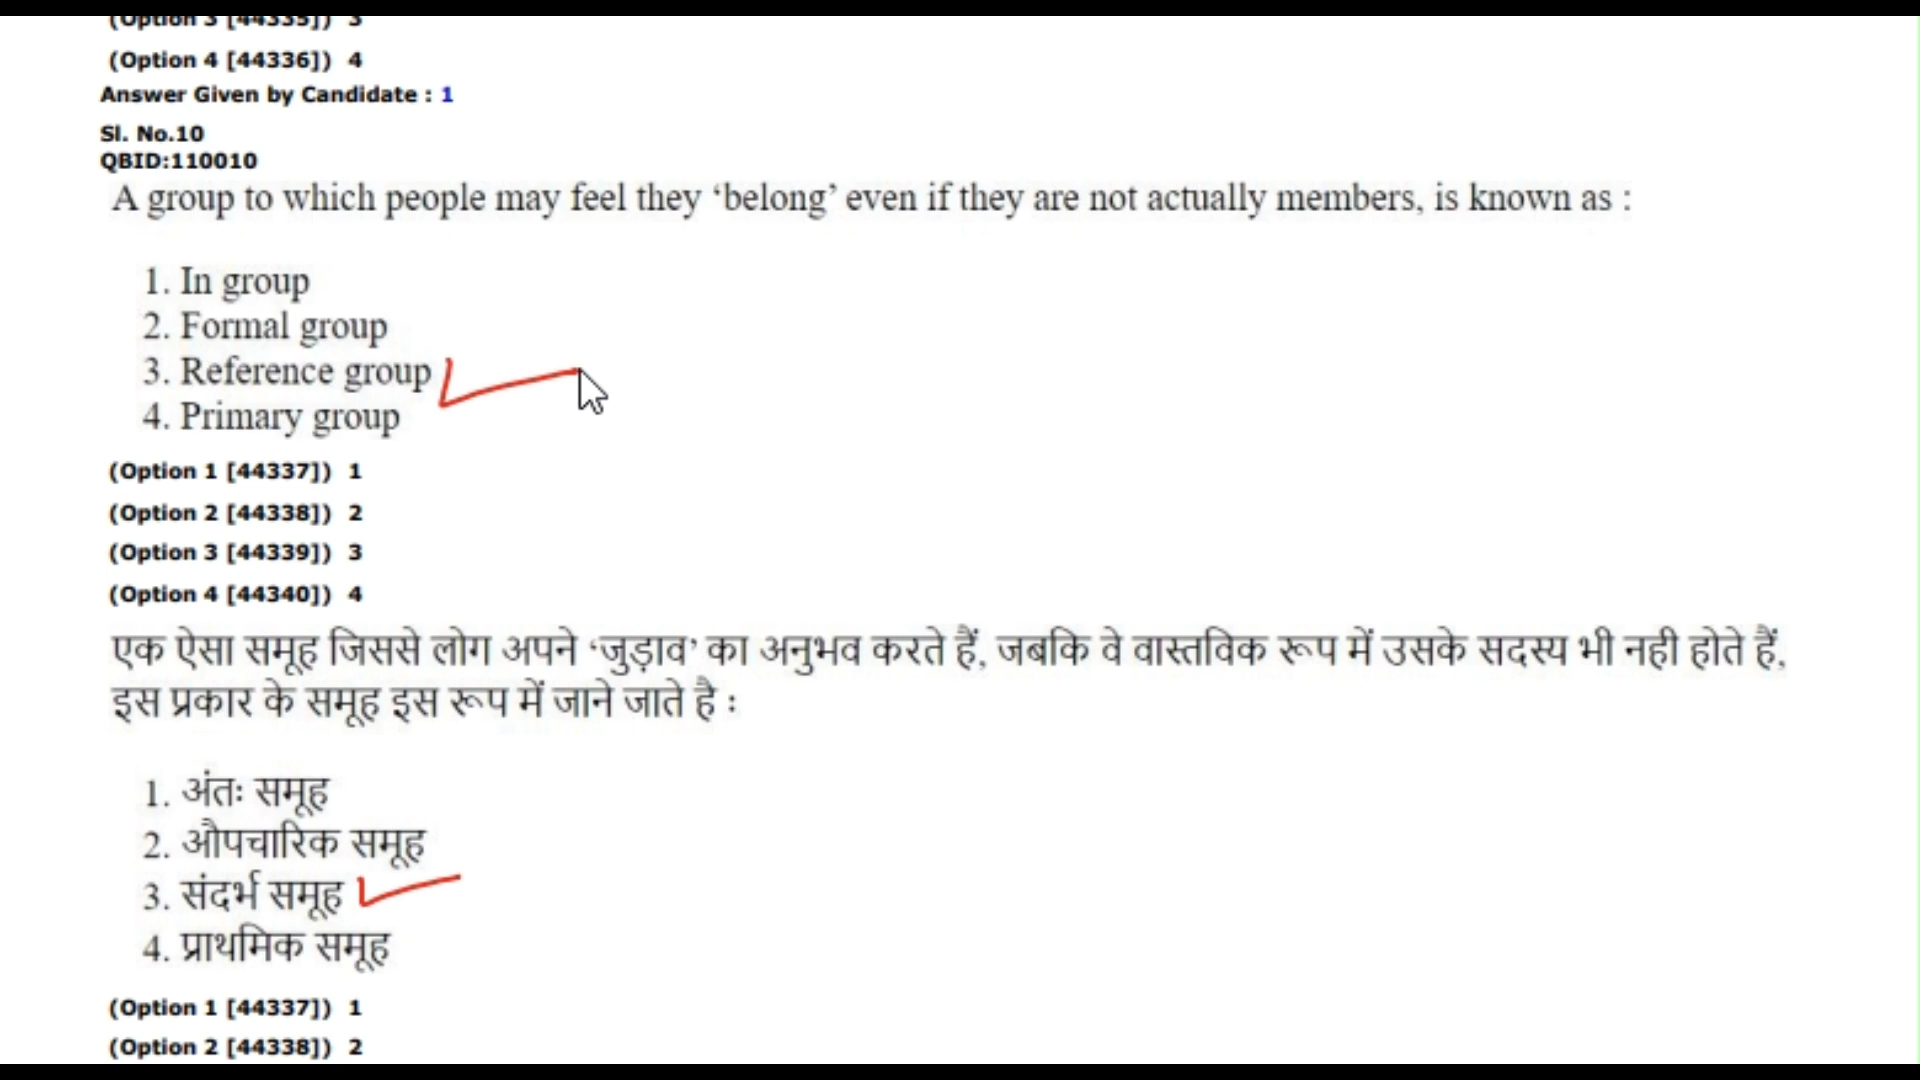 (Option 3 [44335]) 3
(Option 4 [44336]) 4
Answer Given by Candidate : 1
Sl. No.10
QBID:110010
A group to which people may feel they ‘belong’ even if they are not actually members, is known as :
1. In group
2. Formal group
3. Reference group
4. Primary group
(Option 1 [44337]) 1
(Option 2 [44338]) 2
(Option 3 [44339]) 3
(Option 4 [44340]) 4
एक ऐसा समूह जिससे लोग अपने ‘जुड़ाव’ का अनुभव करते हैं, जबकि वे वास्तविक रूप में उसके सदस्य भी नही होते हैं,
इस प्रकार के समूह इस रूप में जाने जाते है :
1. अंतः समूह
2. औपचारिक समूह
3. संदर्भ समूह
4. प्राथमिक समूह
(Option 1 [44337]) 1
(Option 2 [44338]) 2